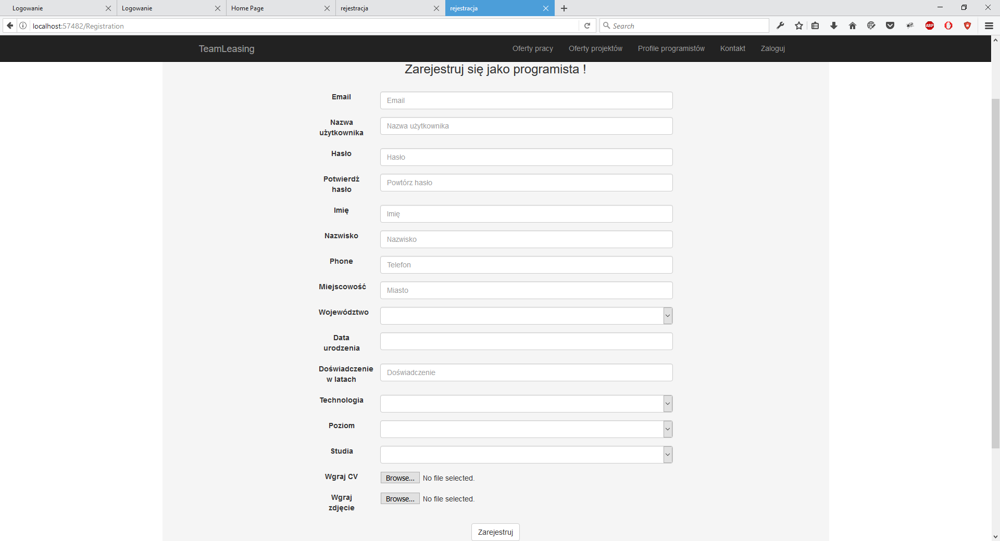 Logowanie
Logowanie
Home Page
rejestracja
rejestracja
localhost:57482/Registration
Search
ABP
TeamLeasing
Oferty pracy
Oferty projektów
Profile programistów
Kontakt
Zaloguj
Zarejestruj się jako programista !
Email
Email
Nazwa
użytkownika
Nazwa użytkownika
Hasło
Hasło
Potwierdź
hasło
Powtórz hasło
Imię
Imię
Nazwisko
Nazwisko
Phone
Telefon
Miejscowość
Miasto
Województwo
Data
urodzenia
Doświadczenie
w latach
Doświadczenie
Technologia
Poziom
Studia
Wgraj CV
Browse... No file selected.
Wgraj
zdjęcie
Browse... No file selected.
Zarejestruj